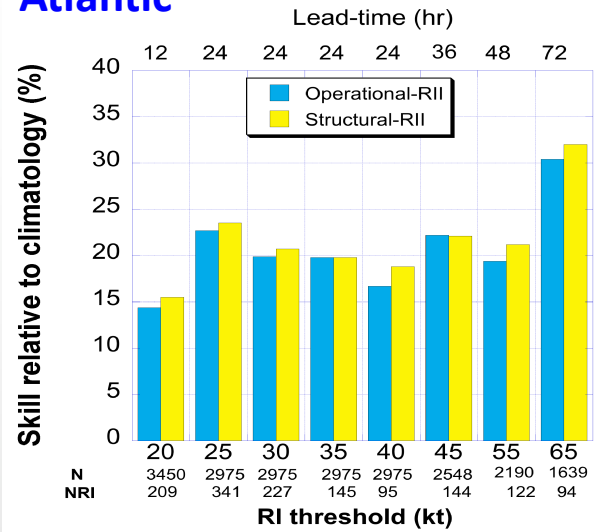 Atlantic
Lead-time (hr)
12 24 24 24 24 36 48 72
Skill relative to climatology (%)
40
35
30
25
20
15
10
5
0
Operational-RII
Structural-RII
20 25 30 35 40 45 55 65
N 3450 2975 2975 2975 2975 2548 2190 1639
NRI 209 341 227 145 95 144 122 94
RI threshold (kt)